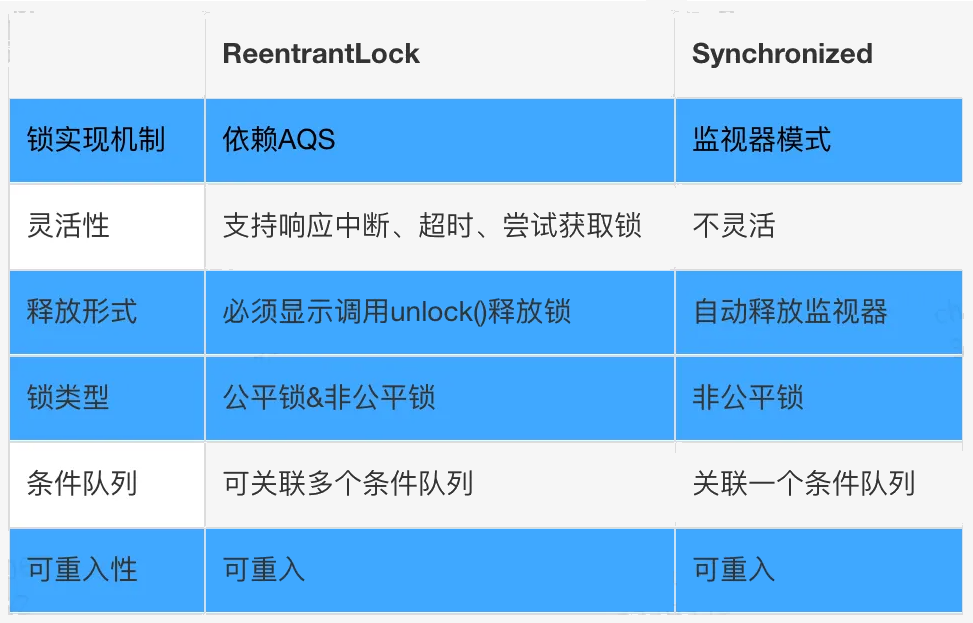 ReentrantLock Synchronized
锁实现机制 依赖AQS 监视器模式
灵活性 支持响应中断、超时、尝试获取锁 不灵活
释放形式 必须显示调用unlock()释放锁 自动释放监视器
锁类型 公平锁&非公平锁 非公平锁
条件队列 可关联多个条件队列 关联一个条件队列
可重入性 可重入 可重入